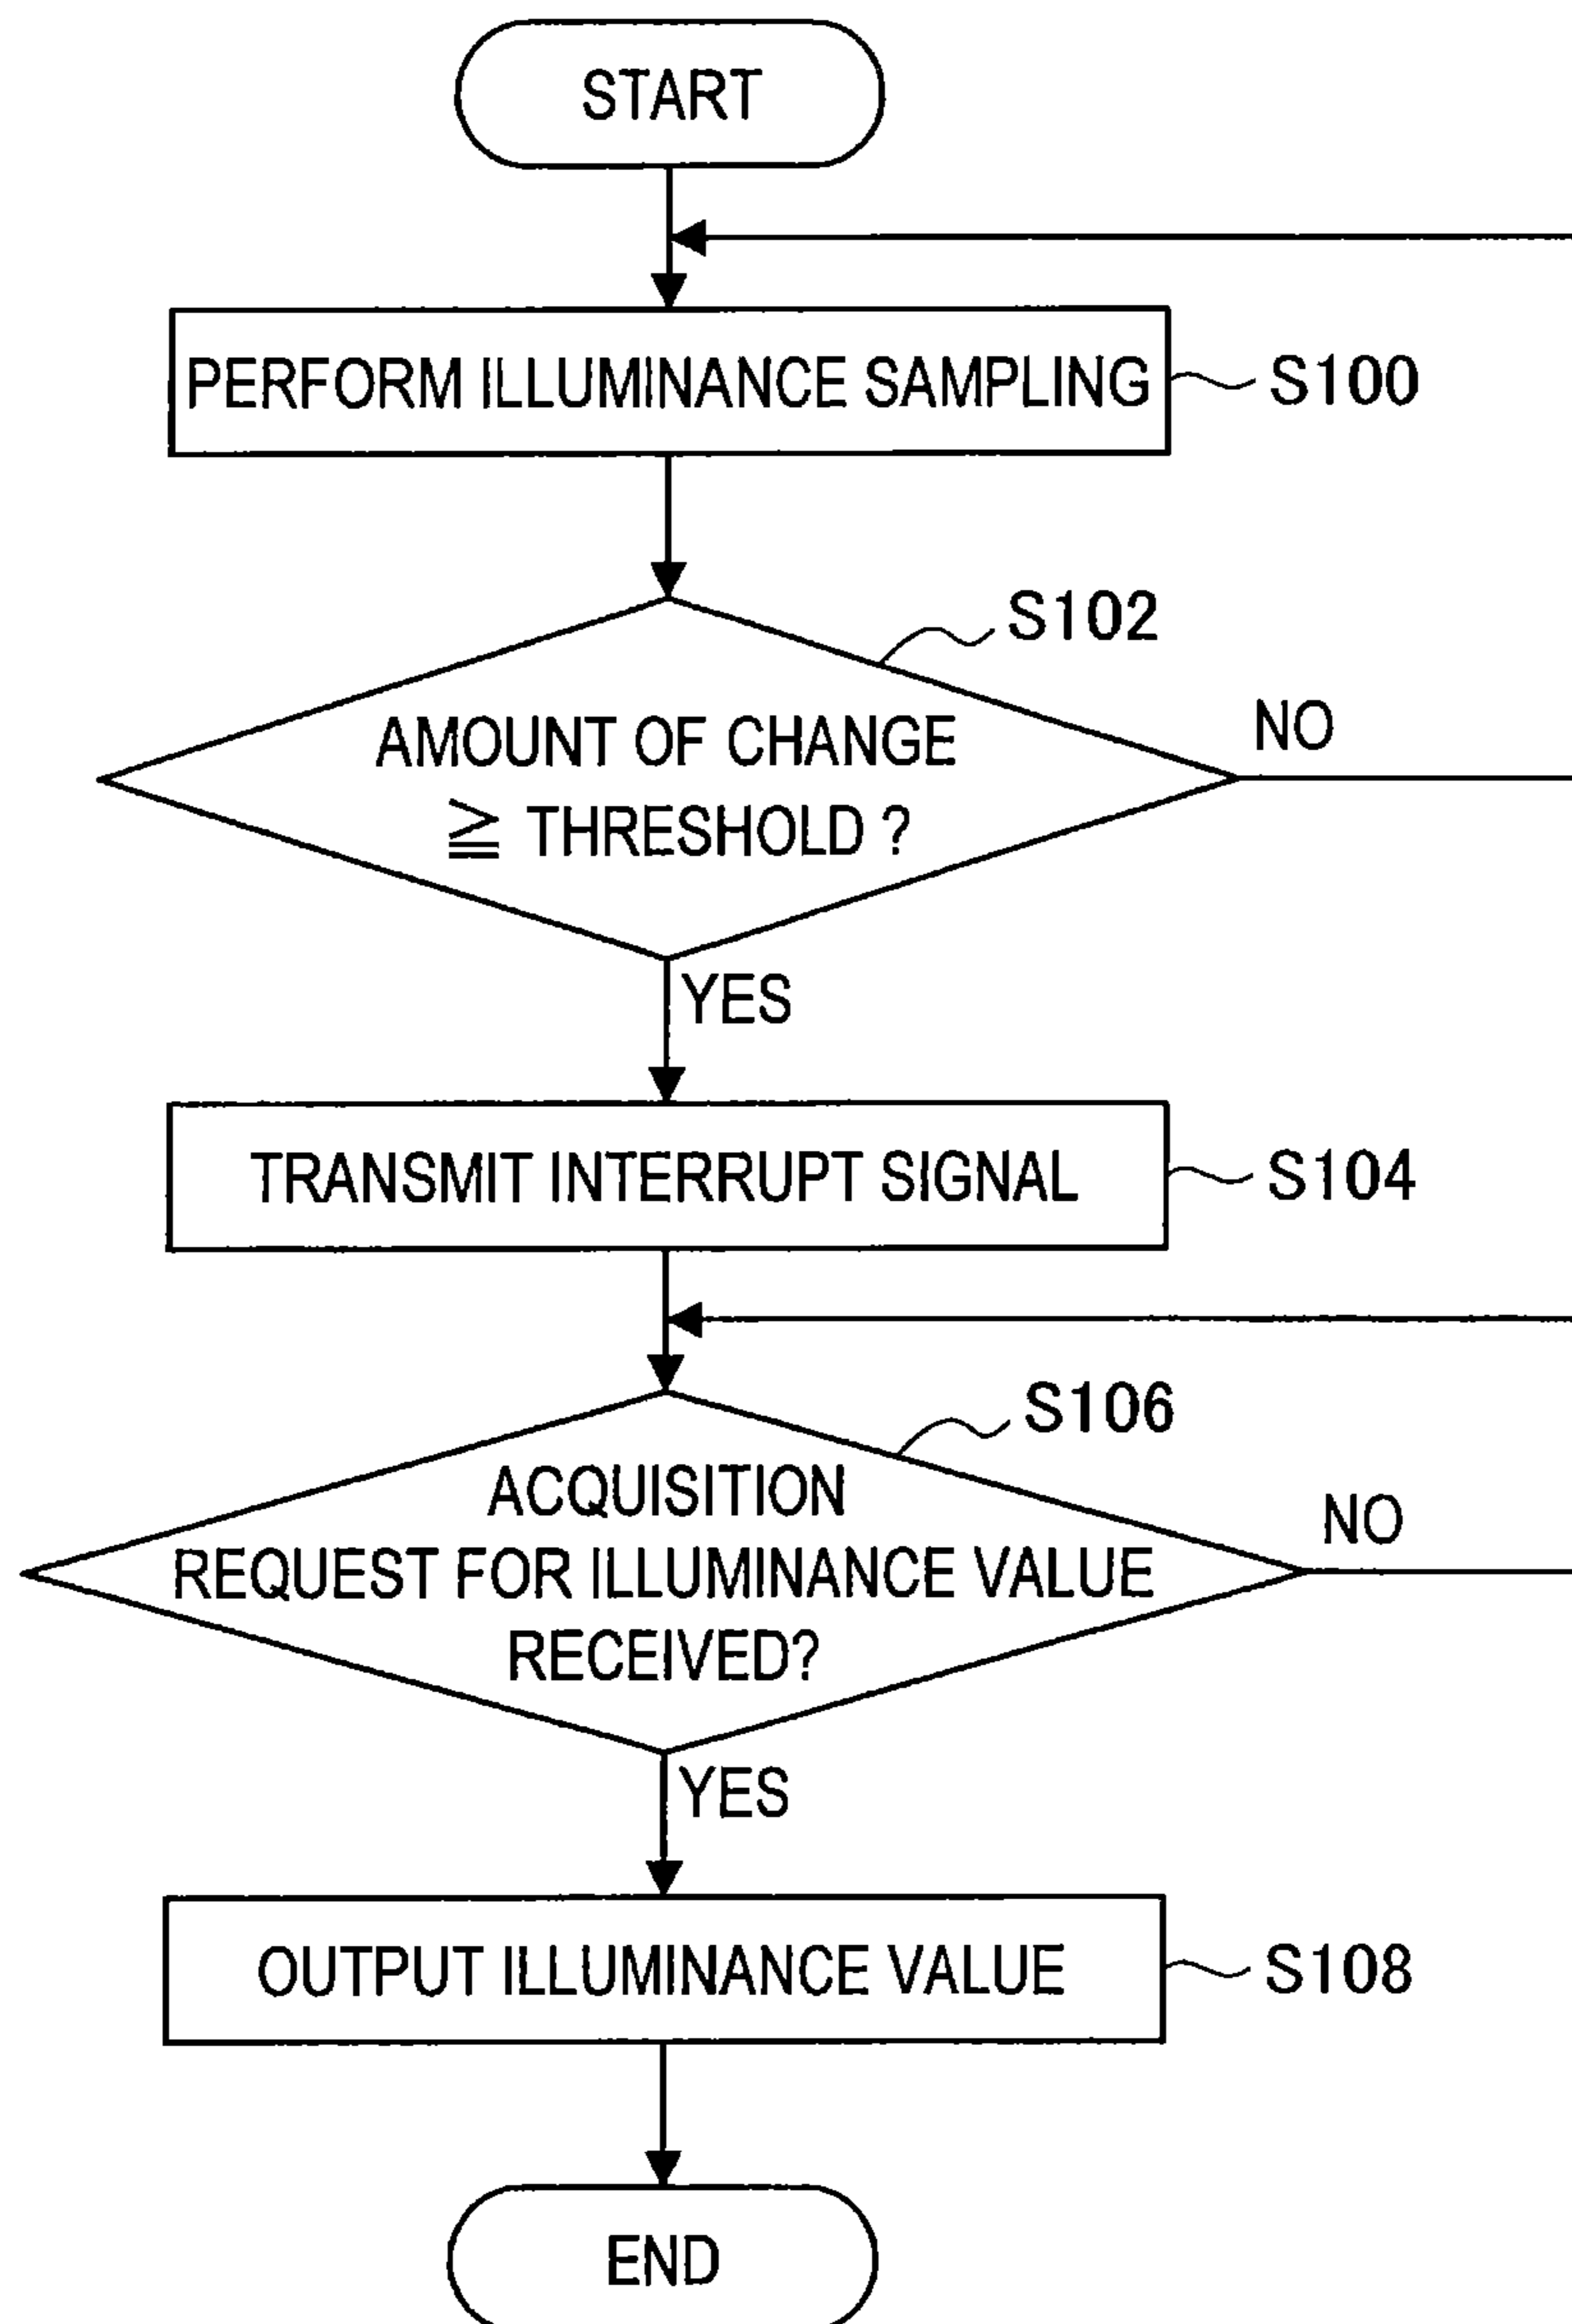 START
PERFORM ILLUMINANCE SAMPLING
S100
S102
AMOUNT OF CHANGE
≧ THRESHOLD ?
NO
YES
TRANSMIT INTERRUPT SIGNAL
S104
S106
ACQUISITION
REQUEST FOR ILLUMINANCE VALUE
RECEIVED?
NO
YES
OUTPUT ILLUMINANCE VALUE
S108
END